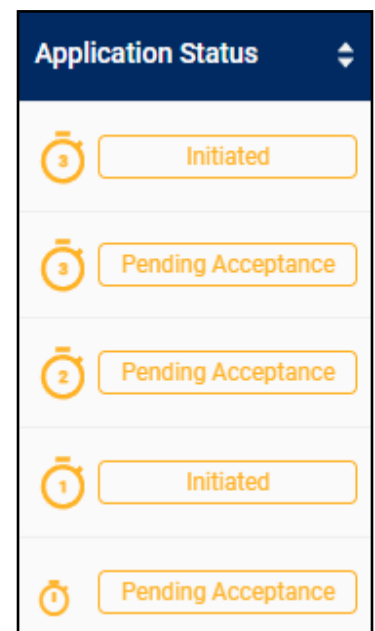 Application Status
3 Initiated
3 Pending Acceptance
2 Pending Acceptance
1 Initiated
Pending Acceptance